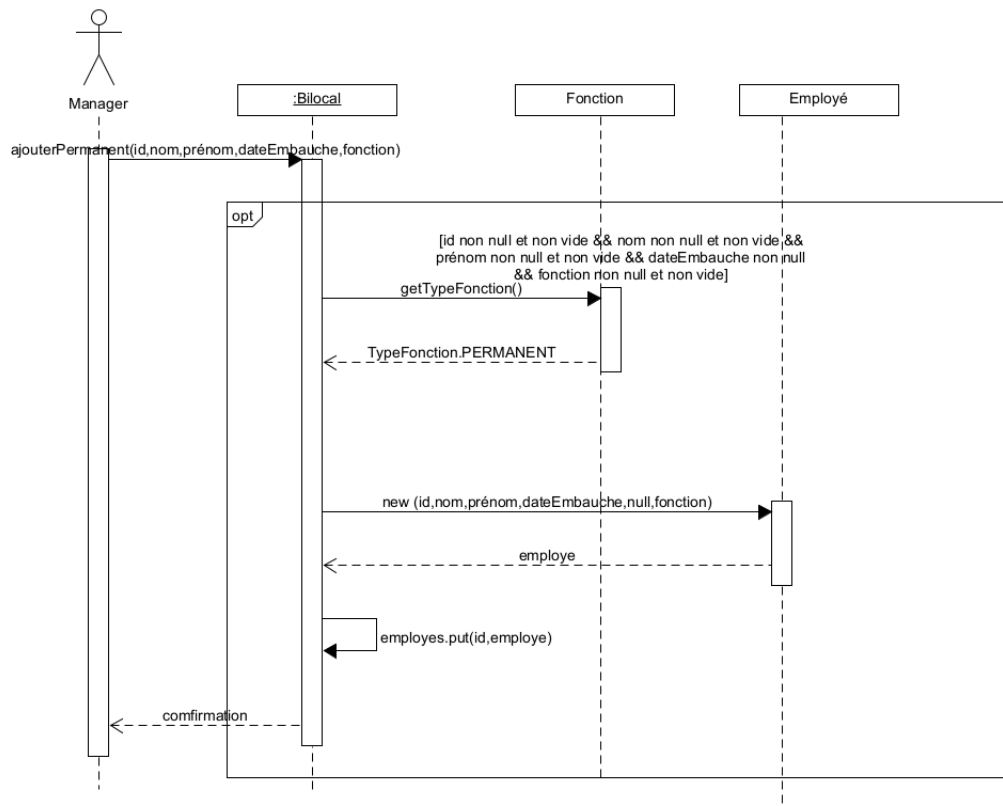 Manager
:Bilocal
Fonction
Employé
ajouterPermanent(id,nom,prénom,dateEmbauche,fonction)
opt
[id non null et non vide && nom non null et non vide &&
prénom non null et non vide && dateEmbauche non null
&& fonction non null et non vide]
getTypeFonction()
TypeFonction.PERMANENT
new (id,nom,prénom,dateEmbauche,null,fonction)
employe
employes.put(id,employe)
comfirmation